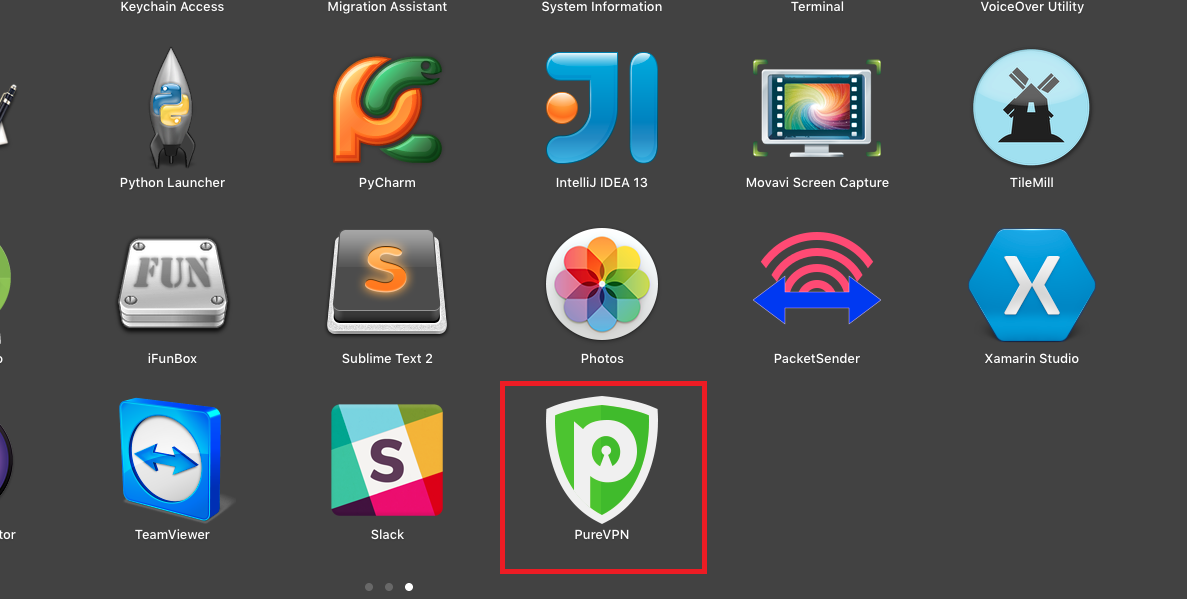 Keychain Access
Migration Assistant
System Information
Terminal
VoiceOver Utility
Python Launcher
PyCharm
IntelliJ IDEA 13
Movavi Screen Capture
TileMill
FUN
S
iFunBox
Sublime Text 2
Photos
PacketSender
Xamarin Studio
S
p
tor
TeamViewer
Slack
PureVPN